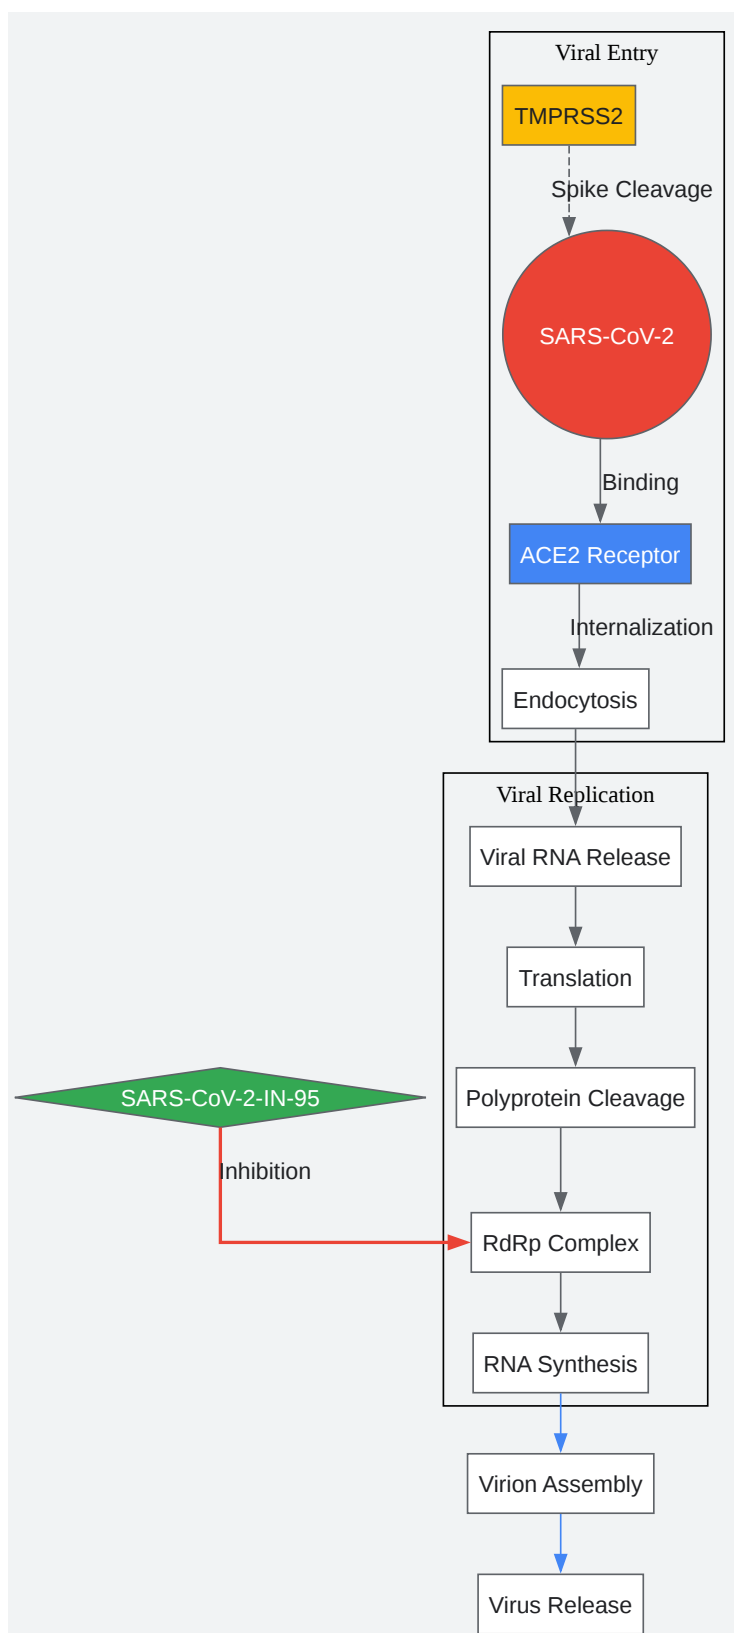 Viral Entry
TMPRSS2
Spike Cleavage
SARS-CoV-2
Binding
ACE2 Receptor
Internalization
Endocytosis
Viral Replication
Viral RNA Release
Translation
Polyprotein Cleavage
SARS-CoV-2-IN-95
Inhibition
RdRp Complex
RNA Synthesis
Virion Assembly
Virus Release